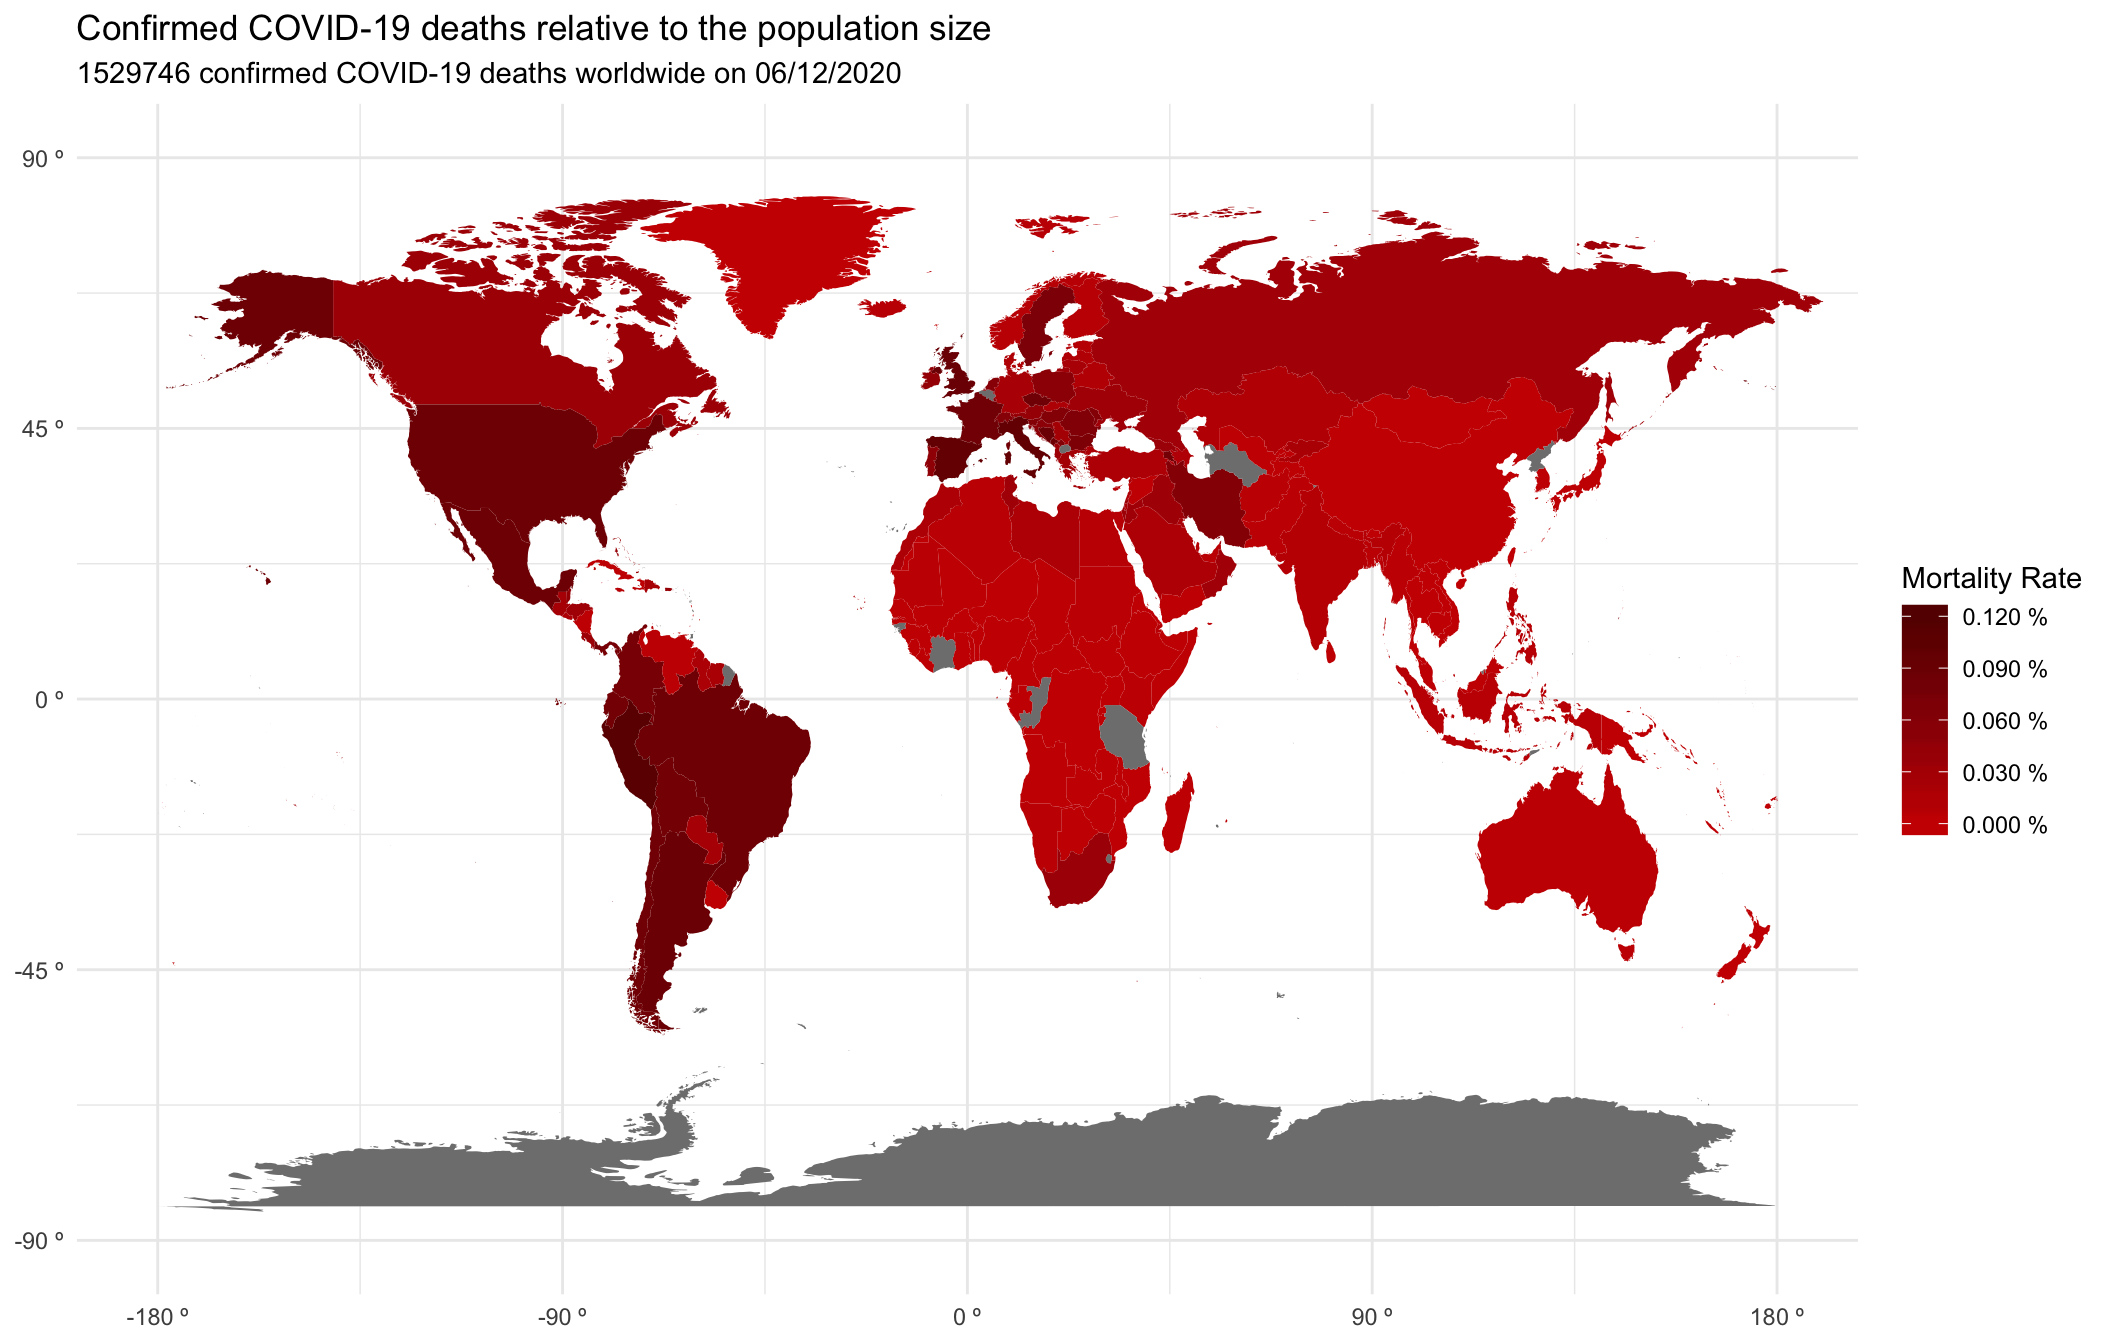 Confirmed COVID-19 deaths relative to the population size
1529746 confirmed COVID-19 deaths worldwide on 06/12/2020
90 º
45 º
0 º
-45 º
-90 º
-180 º
-90 º
0 º
90 º
180 º
Mortality Rate
0.120 %
0.090 %
0.060 %
0.030 %
0.000 %